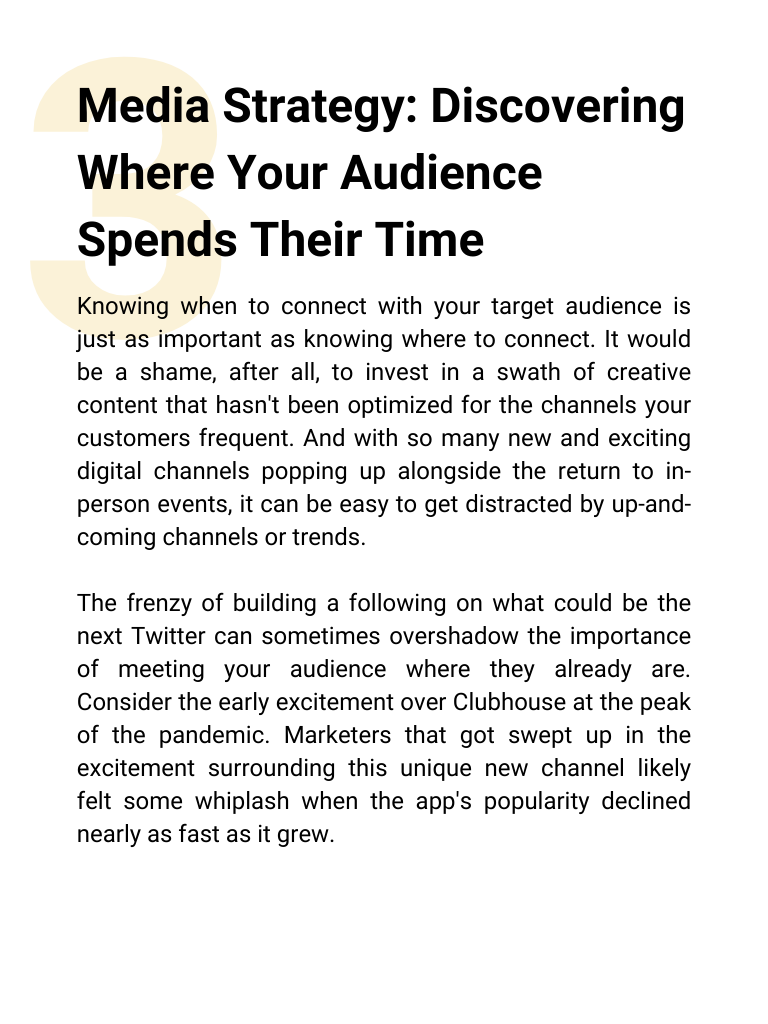 3
Media Strategy: Discovering
Where Your Audience
Spends Their Time
Knowing when to connect with your target audience is
just as important as knowing where to connect. It would
be a shame, after all, to invest in a swath of creative
content that hasn't been optimized for the channels your
customers frequent. And with so many new and exciting
digital channels popping up alongside the return to in-
person events, it can be easy to get distracted by up-and-
coming channels or trends.
The frenzy of building a following on what could be the
next Twitter can sometimes overshadow the importance
of meeting your audience where they already are.
Consider the early excitement over Clubhouse at the peak
of the pandemic. Marketers that got swept up in the
excitement surrounding this unique new channel likely
felt some whiplash when the app's popularity declined
nearly as fast as it grew.